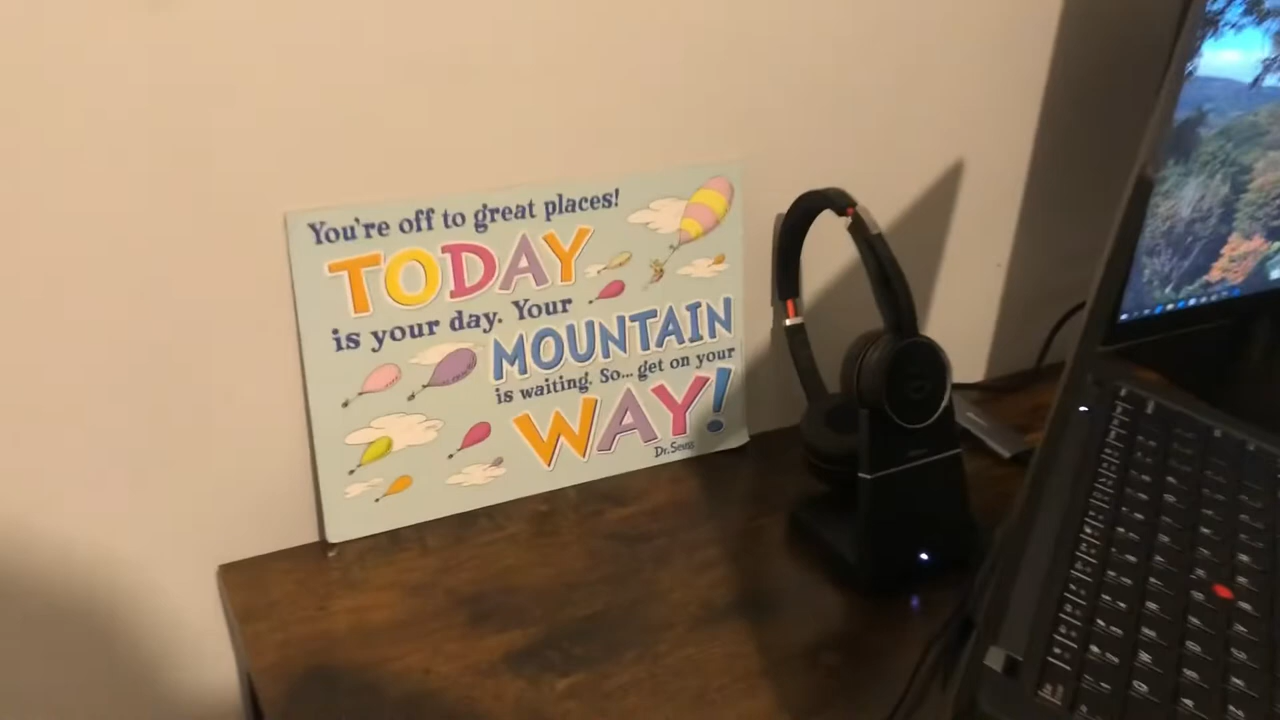 You're off to great places!
TODAY
is your day. Your
MOUNTAIN
is waiting. So... get on your
WAY!
Dr. Seuss